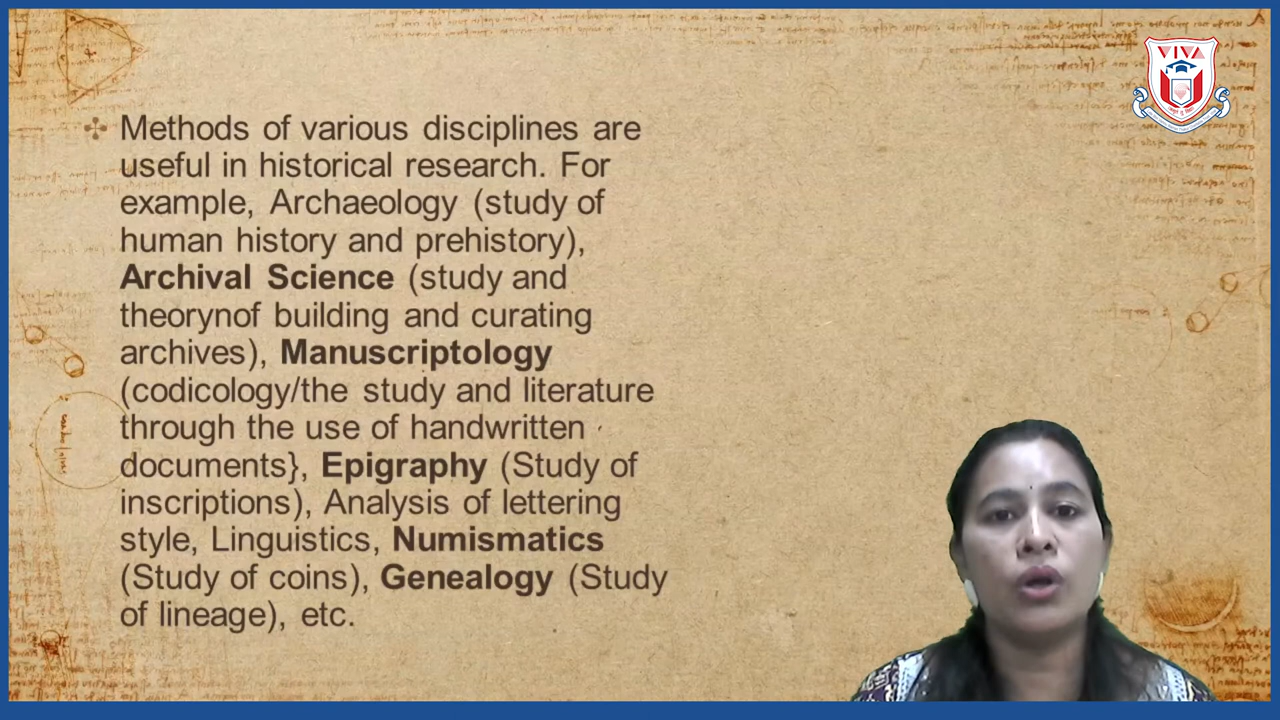 VIVA
Methods of various disciplines are
useful in historical research. For
example, Archaeology (study of
human history and prehistory),
Archival Science (study and
theorynof building and curating
archives), Manuscriptology
(codicology/the study and literature
through the use of handwritten
documents}, Epigraphy (Study of
inscriptions), Analysis of lettering
style, Linguistics, Numismatics
(Study of coins), Genealogy (Study
of lineage), etc.